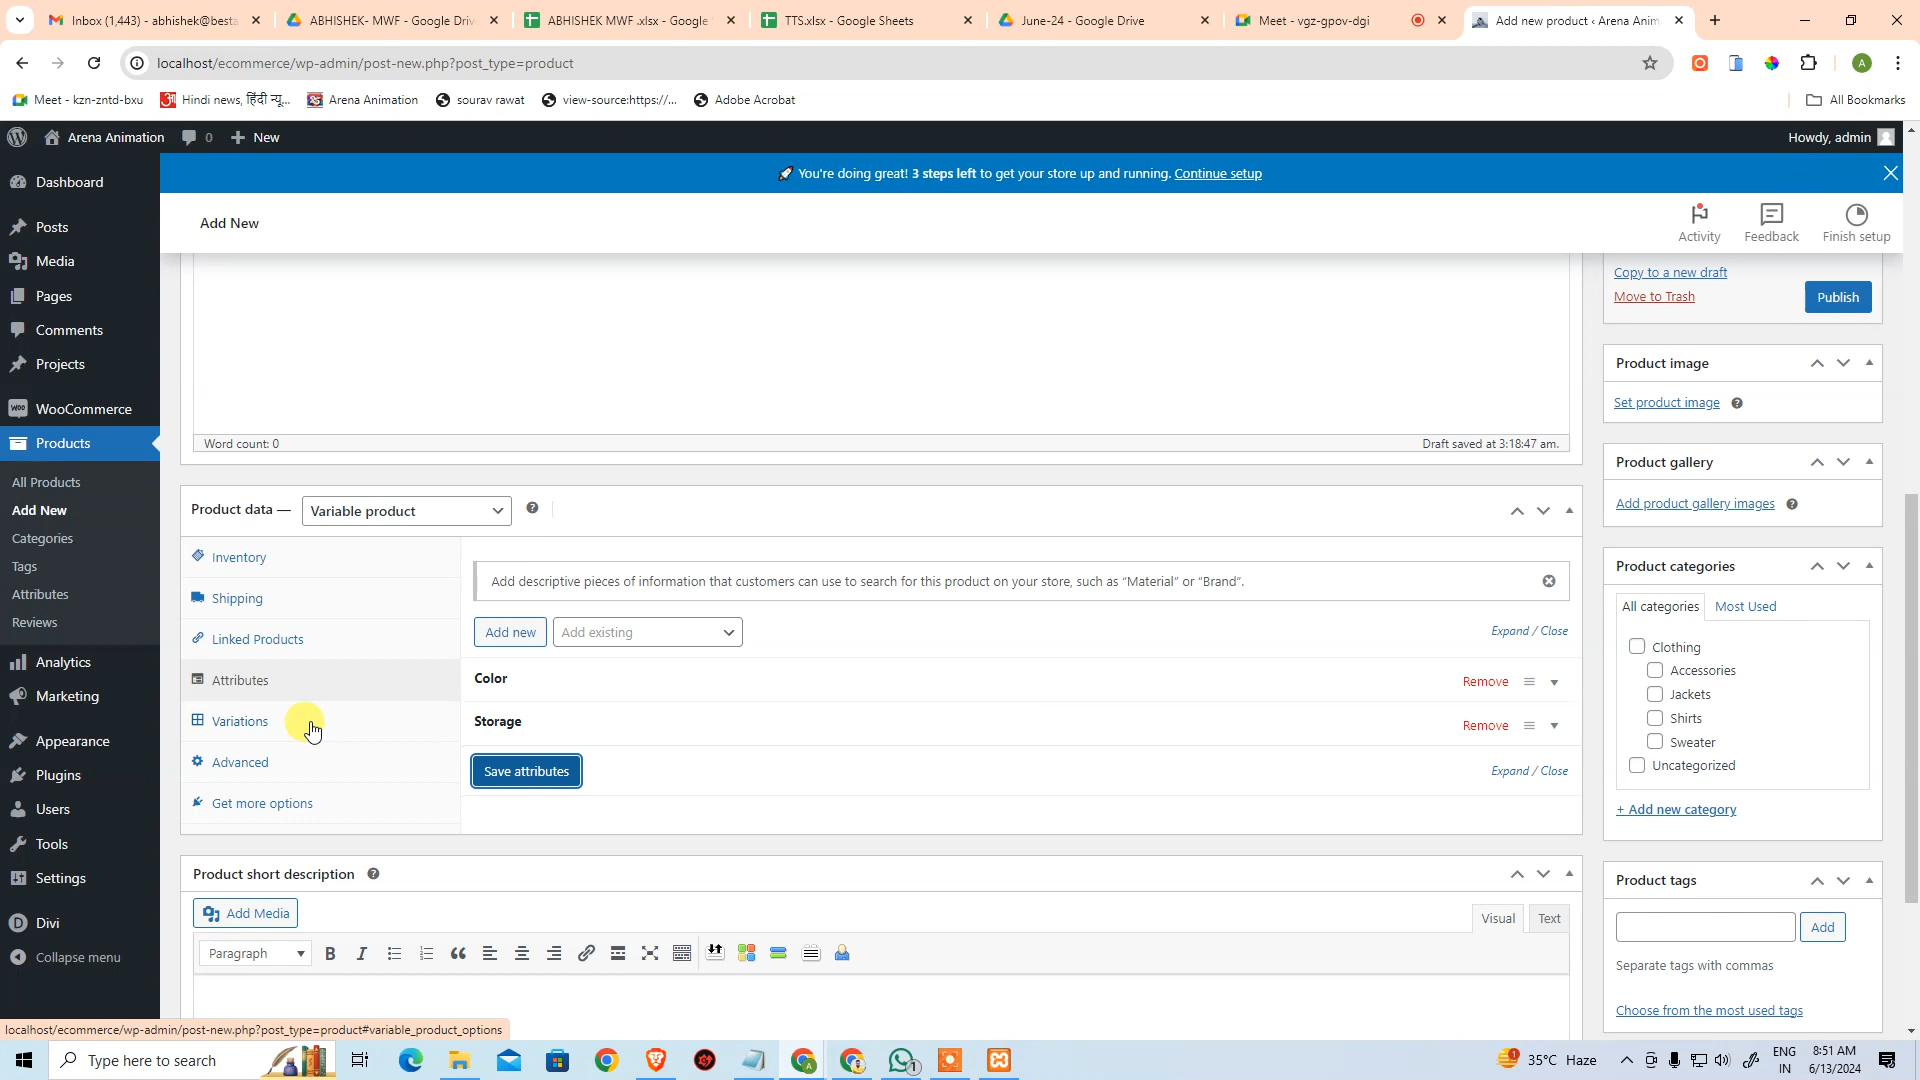 Inbox (1,443) - abhishek@besta
ABHISHEK- MWF - Google Driv
ABHISHEK MWF .xlsx - Google
TTS.xlsx - Google Sheets
June-24 - Google Drive
Meet - vgz-gpov-dgi
Add new product ‹ Arena Anim
localhost/ecommerce/wp-admin/post-new.php?post_type=product
A
Meet - kzn-zntd-bxu
Hindi news, हिंदी न्यू...
Arena Animation
sourav rawat
view-source:https://...
Adobe Acrobat
All Bookmarks
Arena Animation
0
New
Howdy, admin
You're doing great! 3 steps left to get your store up and running. Continue setup
Add New
Activity
Feedback
Finish setup
Dashboard
Posts
Media
Pages
Comments
Projects
WooCommerce
Products
All Products
Add New
Categories
Tags
Attributes
Reviews
Analytics
Marketing
Appearance
Plugins
Users
Tools
Settings
Divi
Collapse menu
Word count: 0
Draft saved at 3:18:47 am.
Product data —
Variable product
Inventory
Shipping
Linked Products
Attributes
Variations
Advanced
Get more options
Add descriptive pieces of information that customers can use to search for this product on your store, such as “Material” or “Brand”.
Add new
Add existing
Expand / Close
Color
Remove
Storage
Remove
Save attributes
Expand / Close
Product short description
Add Media
Visual
Text
Paragraph
Copy to a new draft
Move to Trash
Publish
Product image
Set product image
Product gallery
Add product gallery images
Product categories
All categories
Most Used
Clothing
Accessories
Jackets
Shirts
Sweater
Uncategorized
+ Add new category
Product tags
Add
Separate tags with commas
Choose from the most used tags
localhost/ecommerce/wp-admin/post-new.php?post_type=product#variable_product_options
Type here to search
35°C Haze
ENG
IN
8:51 AM
6/13/2024